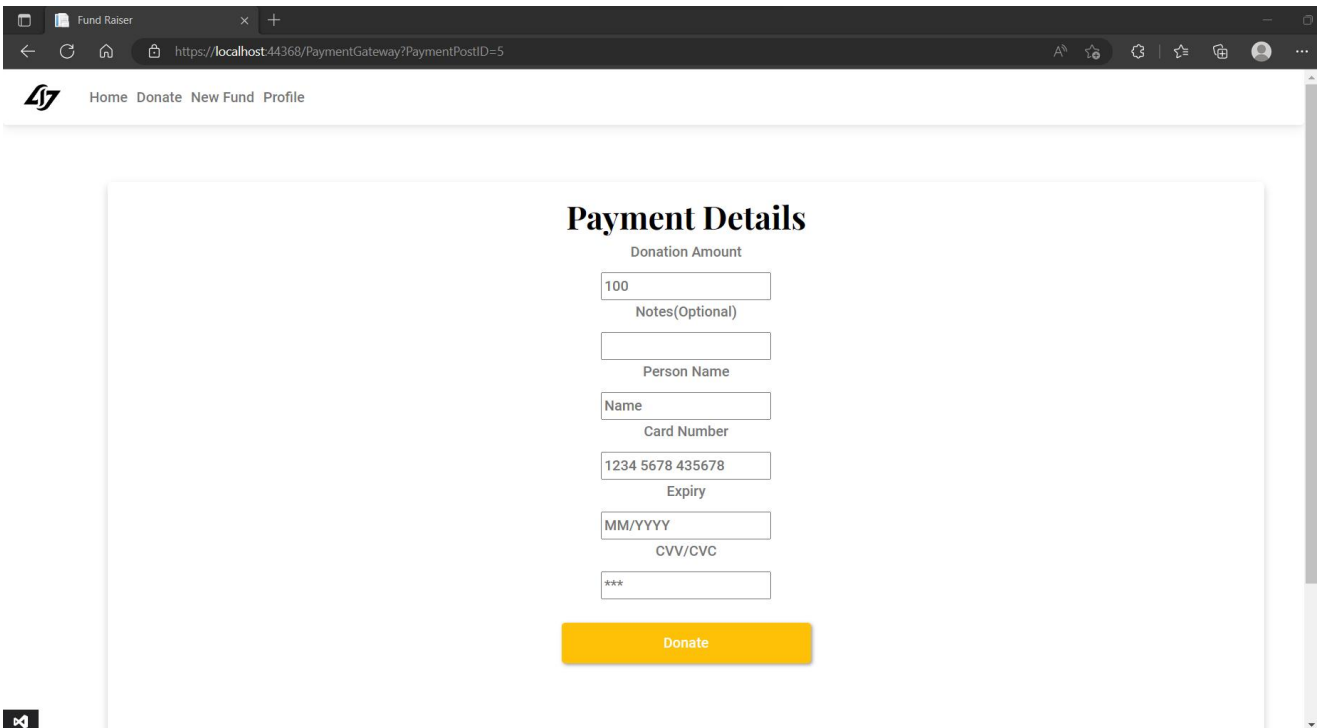 Fund Raiser
https://localhost:44368/PaymentGateway?PaymentPostID=5
Home Donate New Fund Profile
Payment Details
Donation Amount
100
Notes(Optional)
Person Name
Name
Card Number
1234 5678 435678
Expiry
MM/YYYY
CVV/CVC
***
Donate